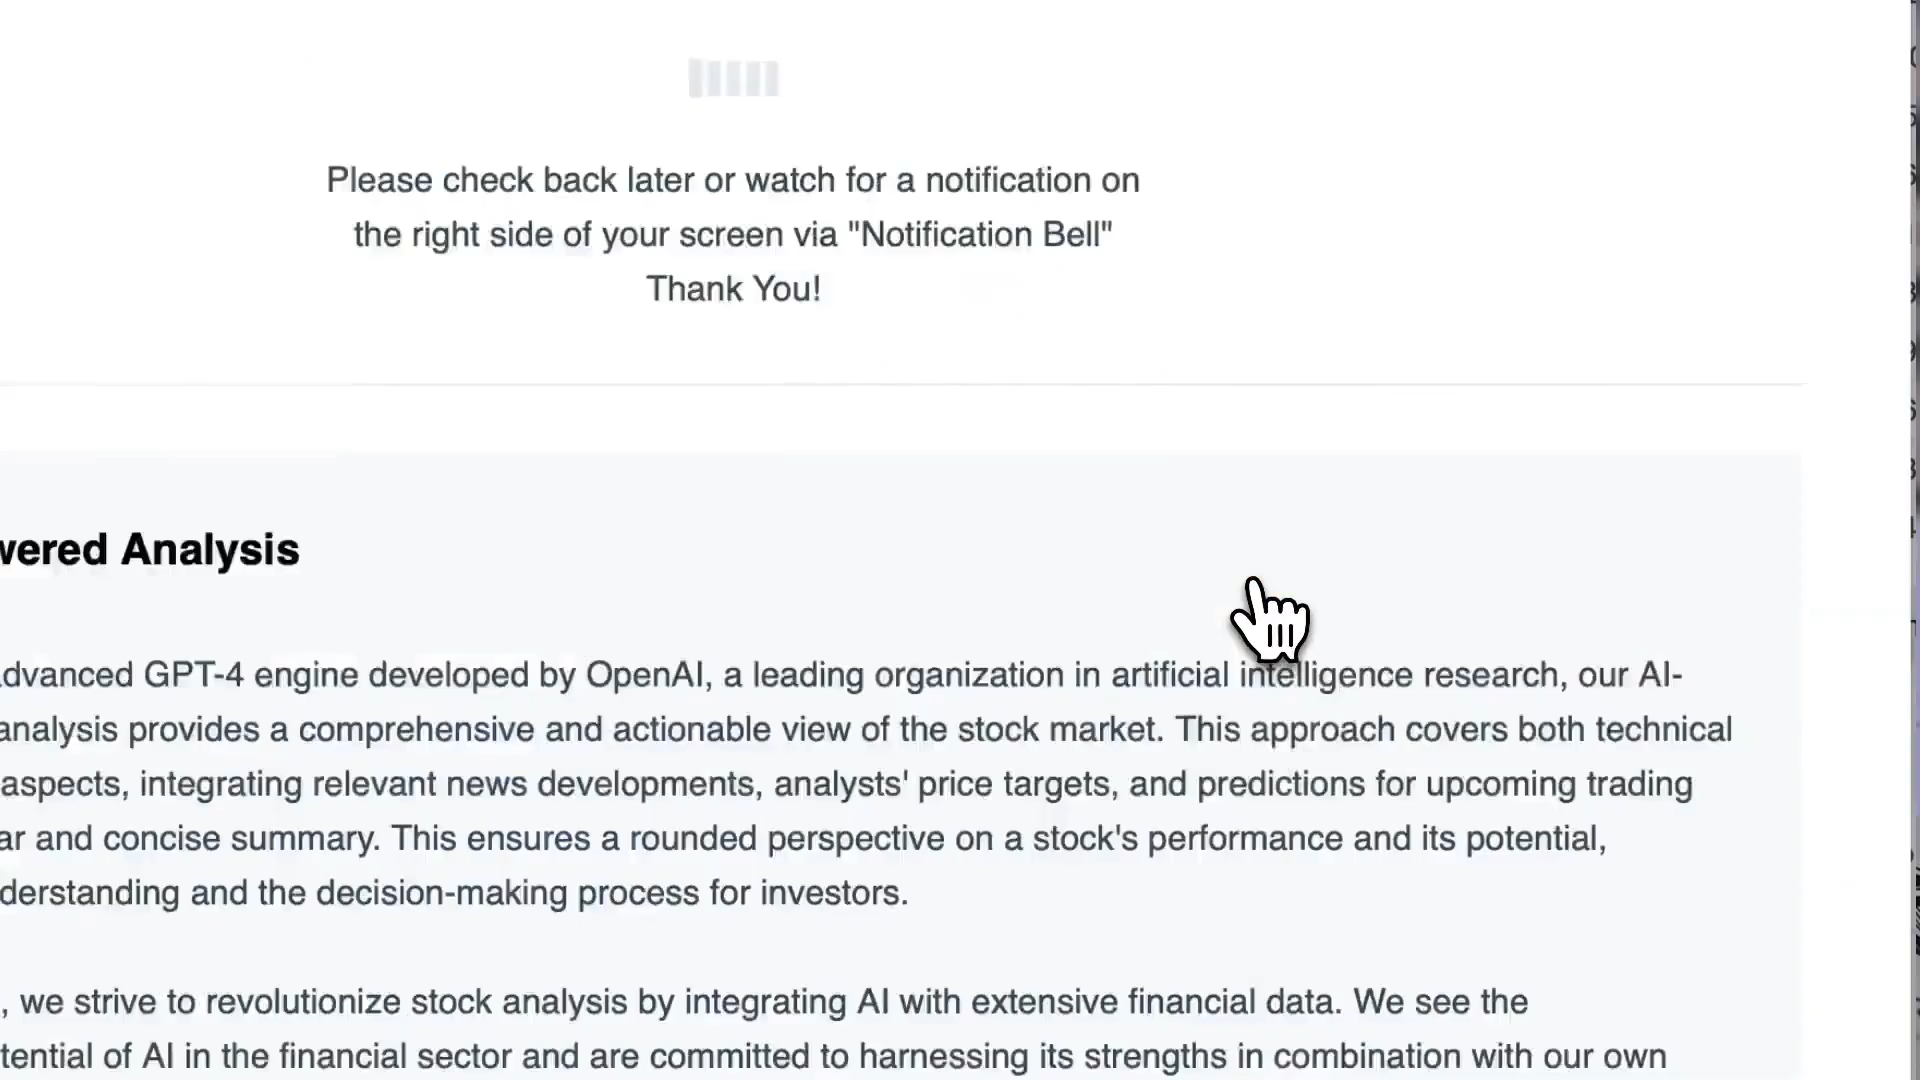 Please check back later or watch for a notification on
the right side of your screen via "Notification Bell"
Thank You!
wered Analysis
dvanced GPT-4 engine developed by OpenAI, a leading organization in artificial intelligence research, our AI-
analysis provides a comprehensive and actionable view of the stock market. This approach covers both technical
aspects, integrating relevant news developments, analysts' price targets, and predictions for upcoming trading
ar and concise summary. This ensures a rounded perspective on a stock's performance and its potential,
derstanding and the decision-making process for investors.
, we strive to revolutionize stock analysis by integrating AI with extensive financial data. We see the
tential of AI in the financial sector and are committed to harnessing its strengths in combination with our own